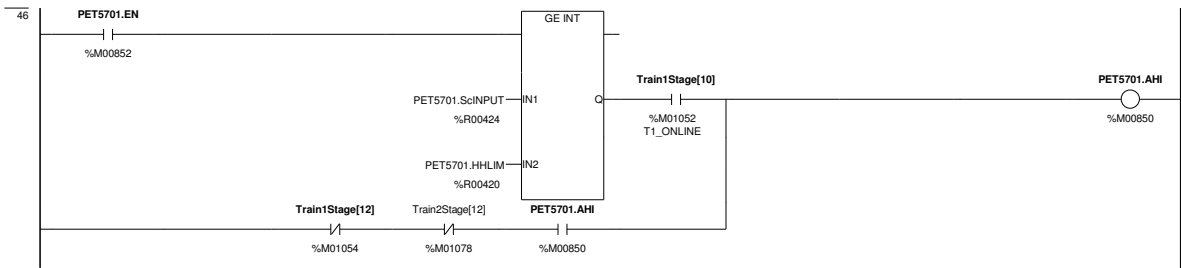 46
PET5701.EN
%M00852
GE INT
Train1Stage[10]
PET5701.AHI
PET5701.ScINPUT
IN1
Q
%R00424
%M01052
T1_ONLINE
%M00850
PET5701.HHLIM
IN2
%R00420
Train1Stage[12]
Train2Stage[12]
PET5701.AHI
%M01054
%M01078
%M00850